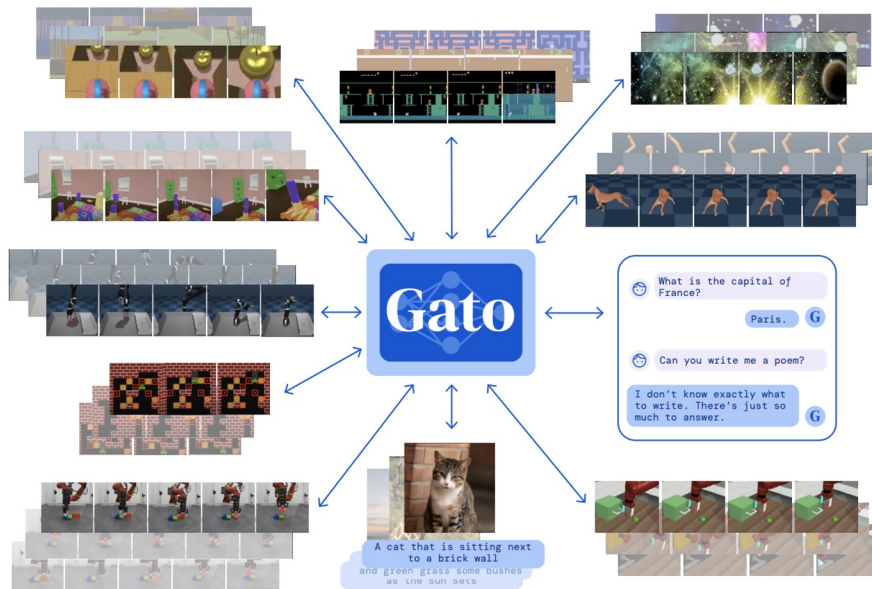 Gato
What is the capital of
France?
Paris.
G
Can you write me a poem?
I don't know exactly what
to write. There's just so
much to answer.
G
A cat that is sitting next
to a brick wall
and green grass some bushes
as the sun sets